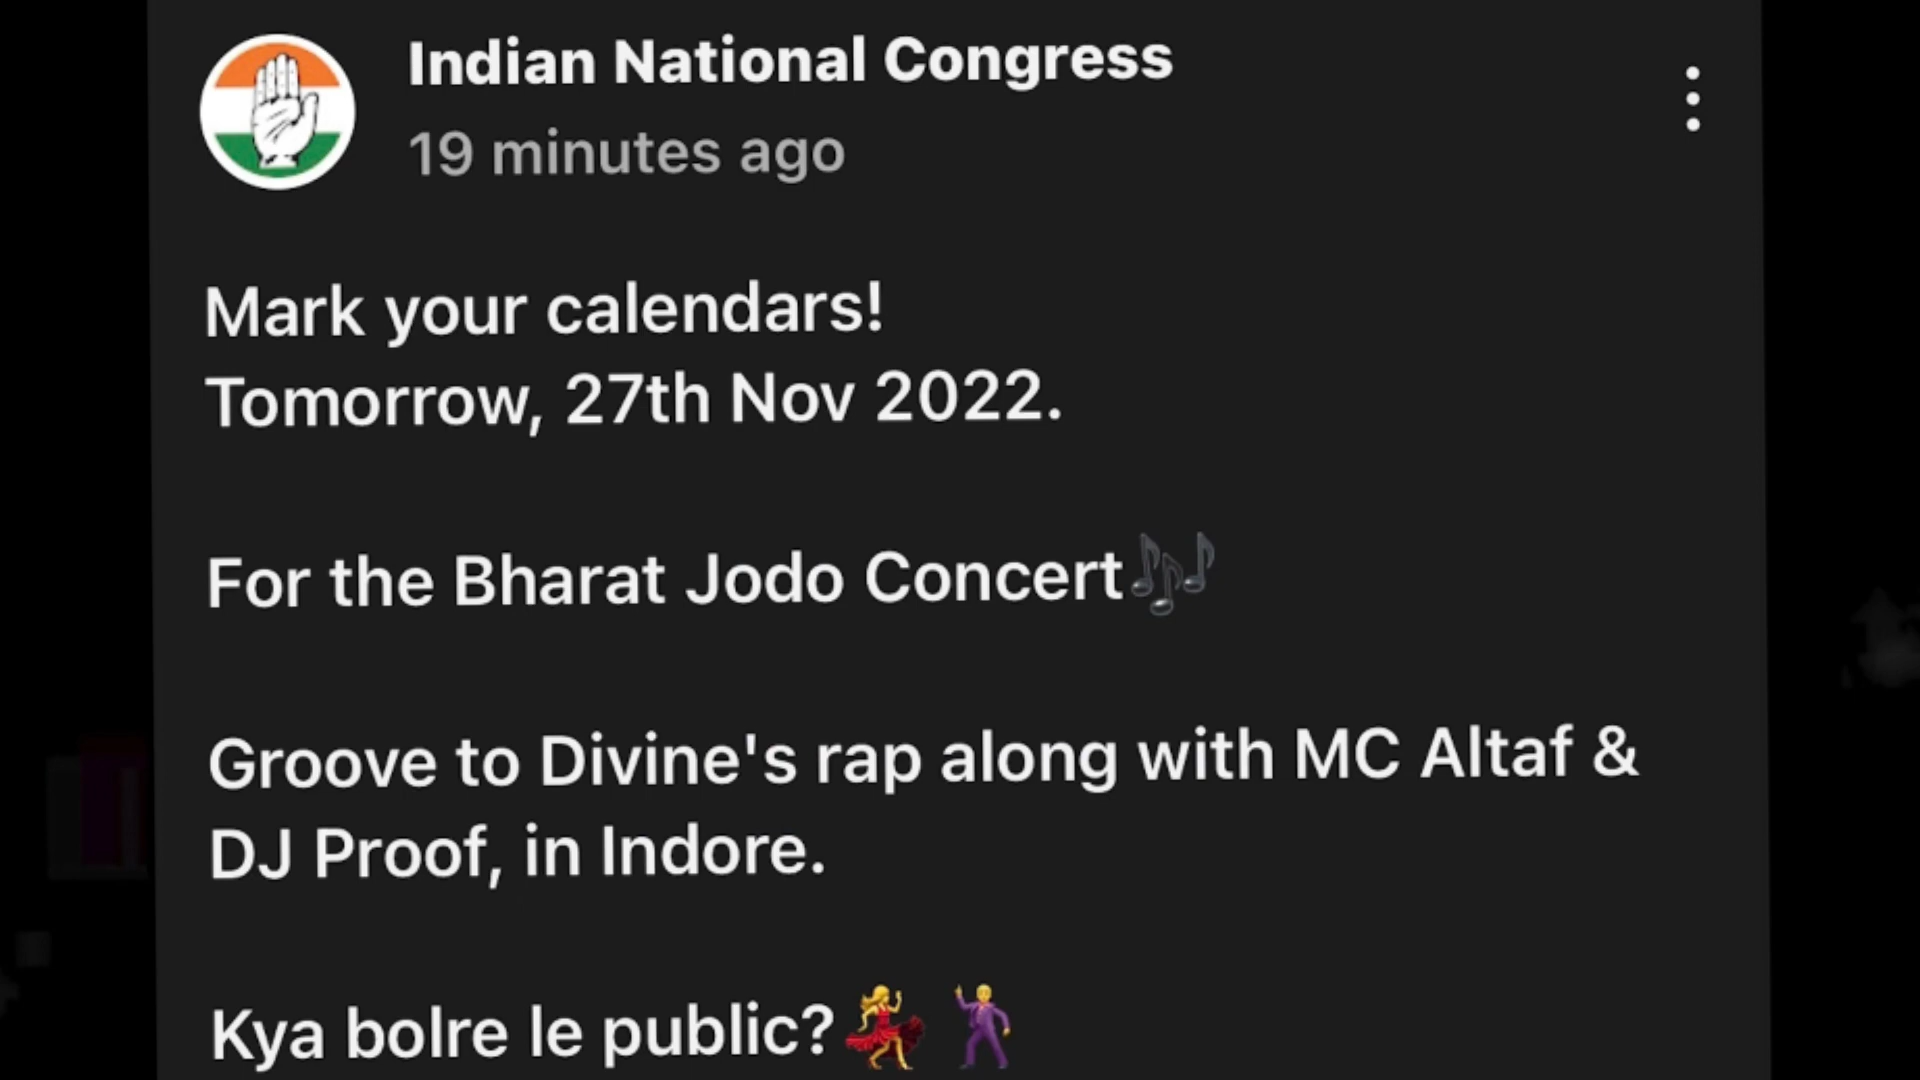 Indian National Congress
19 minutes ago
Mark your calendars!
Tomorrow, 27th Nov 2022.
For the Bharat Jodo Concert🎶
Groove to Divine's rap along with MC Altaf &
DJ Proof, in Indore.
Kya bolre le public?💃🕺